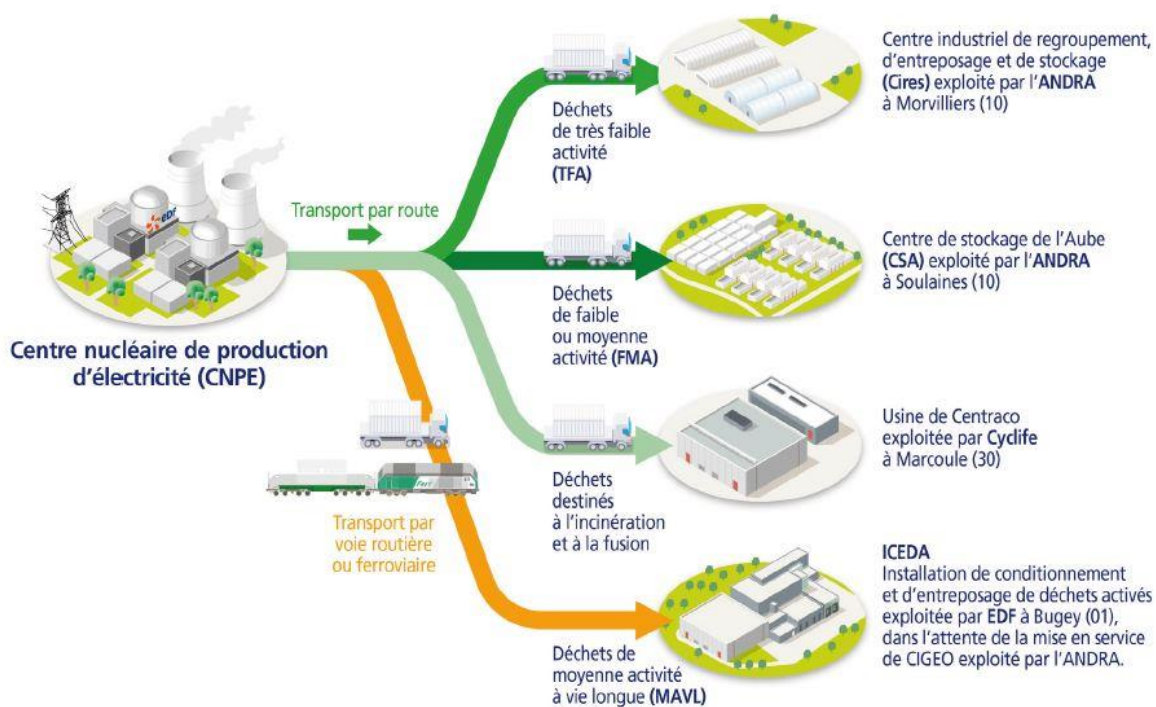 Centre industriel de regroupement,
d'entreposage et de stockage
(Cires) exploité par l'ANDRA
à Morvilliers (10)
Déchets
de très faible
activité
(TFA)
Transport par route
eDF
Centre de stockage de l'Aube
(CSA) exploité par l'ANDRA
à Soulaines (10)
Déchets
de faible
ou moyenne
activité (FMA)
Centre nucléaire de production
d'électricité (CNPE)
Usine de Centraco
exploitée par Cyclife
à Marcoule (30)
Déchets
destinés
à l'incinération
et à la fusion
Fret
Transport par
voie routière
ou ferroviaire
ICEDA
Installation de conditionnement
et d'entreposage de déchets activés
exploitée par EDF à Bugey (01),
dans l'attente de la mise en service
de CIGEO exploité par l'ANDRA.
Déchets de
moyenne activité
à vie longue (MAVL)